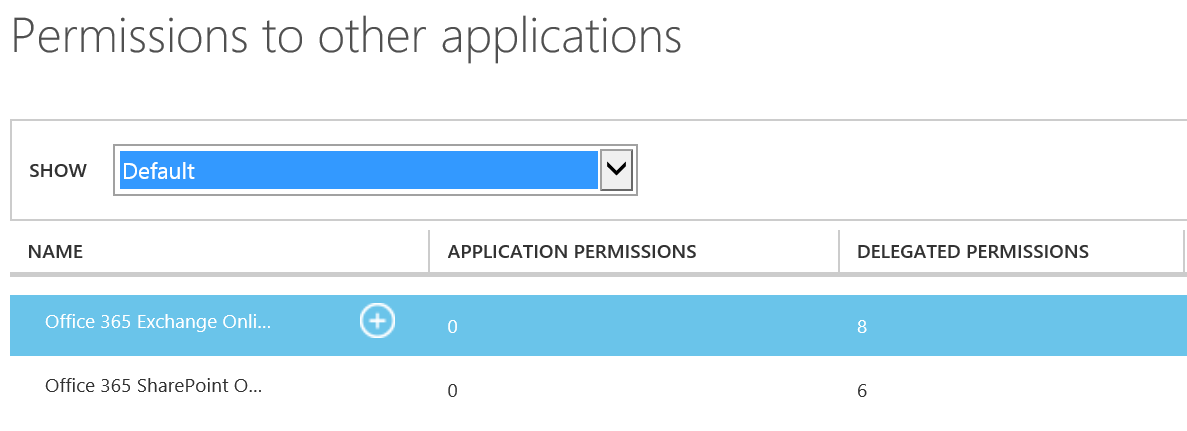 Permissions to other applications
SHOW Default
NAME APPLICATION PERMISSIONS DELEGATED PERMISSIONS
Office 365 Exchange Onli... 0 8
Office 365 SharePoint O... 0 6